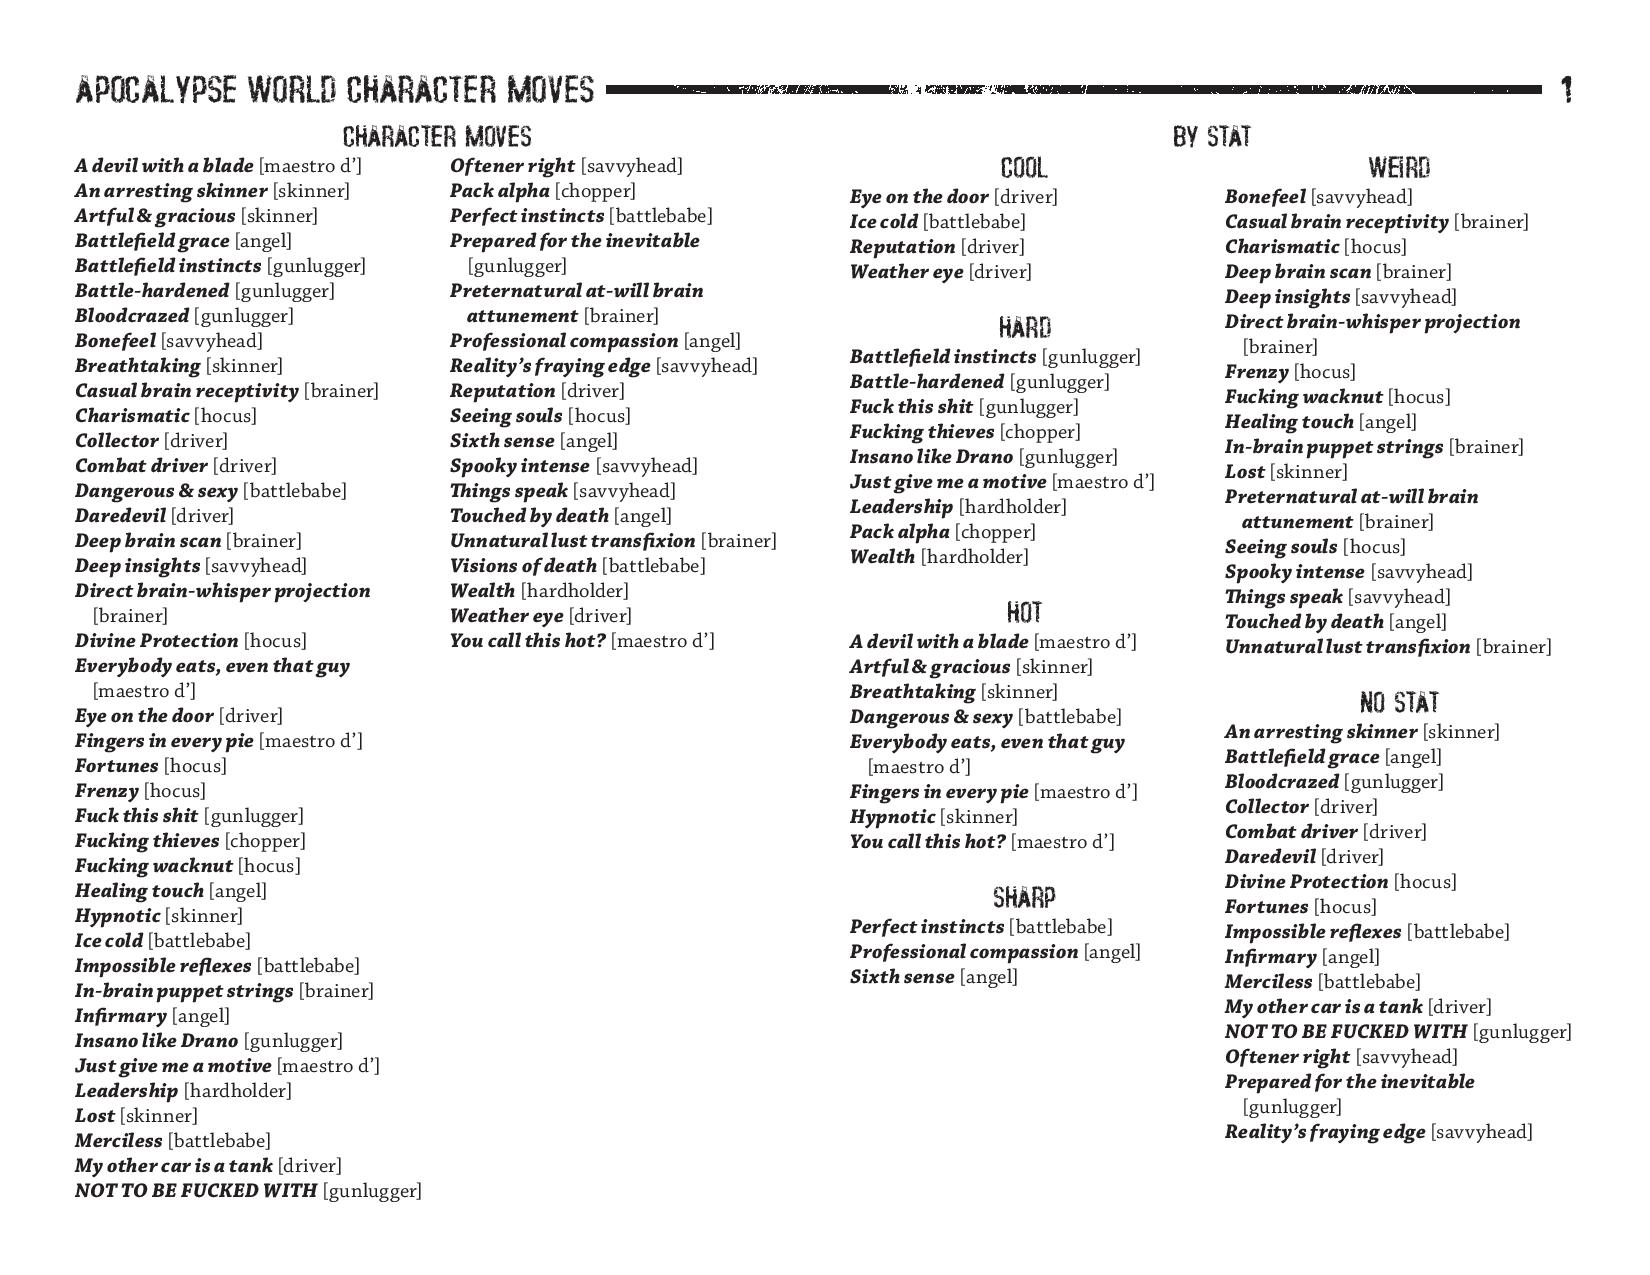 APOCALYPSE WORLD CHARACTER MOVES 1
CHARACTER MOVES
A devil with a blade [maestro d’]
An arresting skinner [skinner]
Artful & gracious [skinner]
Battlefield grace [angel]
Battlefield instincts [gunlugger]
Battle-hardened [gunlugger]
Bloodcrazed [gunlugger]
Bonefeel [savvyhead]
Breathtaking [skinner]
Casual brain receptivity [brainer]
Charismatic [hocus]
Collector [driver]
Combat driver [driver]
Dangerous & sexy [battlebabe]
Daredevil [driver]
Deep brain scan [brainer]
Deep insights [savvyhead]
Direct brain-whisper projection
[brainer]
Divine Protection [hocus]
Everybody eats, even that guy
[maestro d’]
Eye on the door [driver]
Fingers in every pie [maestro d’]
Fortunes [hocus]
Frenzy [hocus]
Fuck this shit [gunlugger]
Fucking thieves [chopper]
Fucking wacknut [hocus]
Healing touch [angel]
Hypnotic [skinner]
Ice cold [battlebabe]
Impossible reflexes [battlebabe]
In-brain puppet strings [brainer]
Infirmary [angel]
Insano like Drano [gunlugger]
Just give me a motive [maestro d’]
Leadership [hardholder]
Lost [skinner]
Merciless [battlebabe]
My other car is a tank [driver]
NOT TO BE FUCKED WITH [gunlugger]
Oftener right [savvyhead]
Pack alpha [chopper]
Perfect instincts [battlebabe]
Prepared for the inevitable
[gunlugger]
Preternatural at-will brain
attunement [brainer]
Professional compassion [angel]
Reality’s fraying edge [savvyhead]
Reputation [driver]
Seeing souls [hocus]
Sixth sense [angel]
Spooky intense [savvyhead]
Things speak [savvyhead]
Touched by death [angel]
Unnatural lust transfixion [brainer]
Visions of death [battlebabe]
Wealth [hardholder]
Weather eye [driver]
You call this hot? [maestro d’]
BY STAT
COOL
Eye on the door [driver]
Ice cold [battlebabe]
Reputation [driver]
Weather eye [driver]
HARD
Battlefield instincts [gunlugger]
Battle-hardened [gunlugger]
Fuck this shit [gunlugger]
Fucking thieves [chopper]
Insano like Drano [gunlugger]
Just give me a motive [maestro d’]
Leadership [hardholder]
Pack alpha [chopper]
Wealth [hardholder]
HOT
A devil with a blade [maestro d’]
Artful & gracious [skinner]
Breathtaking [skinner]
Dangerous & sexy [battlebabe]
Everybody eats, even that guy
[maestro d’]
Fingers in every pie [maestro d’]
Hypnotic [skinner]
You call this hot? [maestro d’]
SHARP
Perfect instincts [battlebabe]
Professional compassion [angel]
Sixth sense [angel]
WEIRD
Bonefeel [savvyhead]
Casual brain receptivity [brainer]
Charismatic [hocus]
Deep brain scan [brainer]
Deep insights [savvyhead]
Direct brain-whisper projection
[brainer]
Frenzy [hocus]
Fucking wacknut [hocus]
Healing touch [angel]
In-brain puppet strings [brainer]
Lost [skinner]
Preternatural at-will brain
attunement [brainer]
Seeing souls [hocus]
Spooky intense [savvyhead]
Things speak [savvyhead]
Touched by death [angel]
Unnatural lust transfixion [brainer]
NO STAT
An arresting skinner [skinner]
Battlefield grace [angel]
Bloodcrazed [gunlugger]
Collector [driver]
Combat driver [driver]
Daredevil [driver]
Divine Protection [hocus]
Fortunes [hocus]
Impossible reflexes [battlebabe]
Infirmary [angel]
Merciless [battlebabe]
My other car is a tank [driver]
NOT TO BE FUCKED WITH [gunlugger]
Oftener right [savvyhead]
Prepared for the inevitable
[gunlugger]
Reality’s fraying edge [savvyhead]